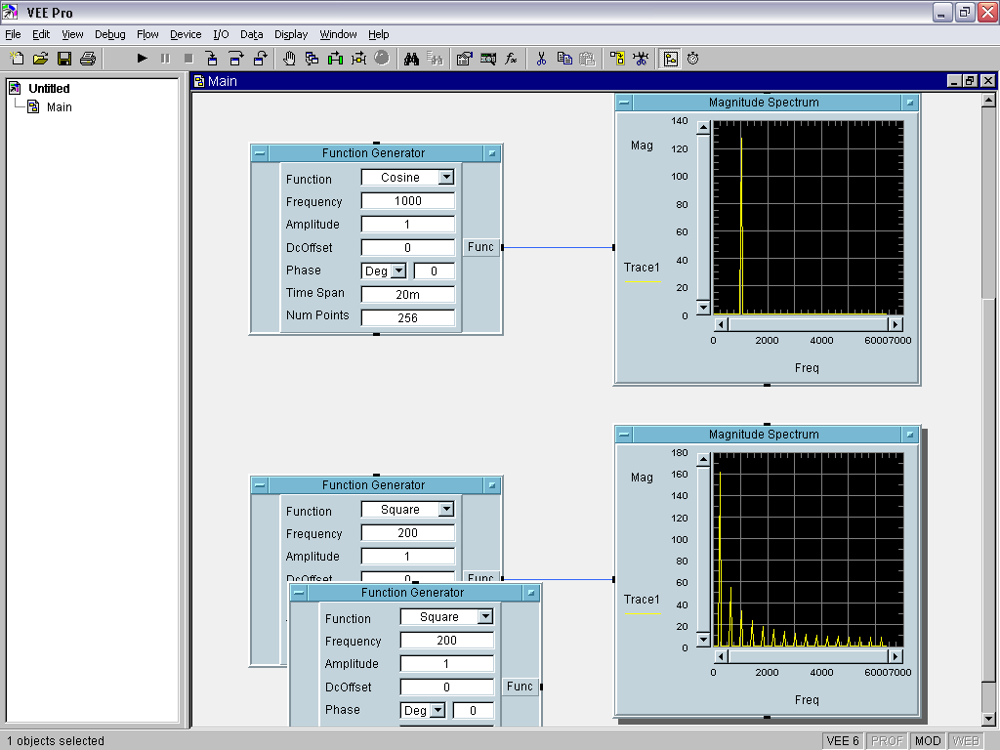 VEE Pro
File Edit View Debug Flow Device I/O Data Display Window Help
Untitled
Main
Main
Function Generator
Function Cosine
Frequency 1000
Amplitude 1
DcOffset 0
Phase Deg 0
Time Span 20m
Num Points 256
Func
Magnitude Spectrum
Mag
Trace1
140
120
100
80
60
40
20
0
0 2000 4000 60007000
Freq
Function Generator
Function Square
Frequency 200
Amplitude 1
DcOffset 0
Func
Function Generator
Function Square
Frequency 200
Amplitude 1
DcOffset 0
Phase Deg 0
Func
Magnitude Spectrum
Mag
Trace1
180
160
140
120
100
80
60
40
20
0
0 2000 4000 60007000
Freq
1 objects selected
VEE 6 PROF MOD WEB